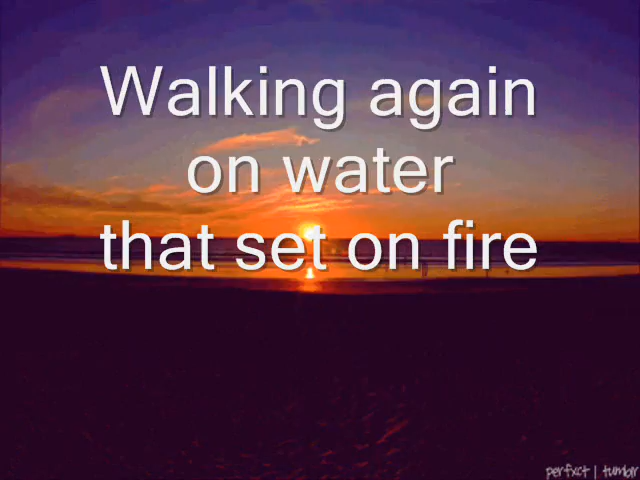 Walking again
on water
that set on fire
perfxct | tumblr